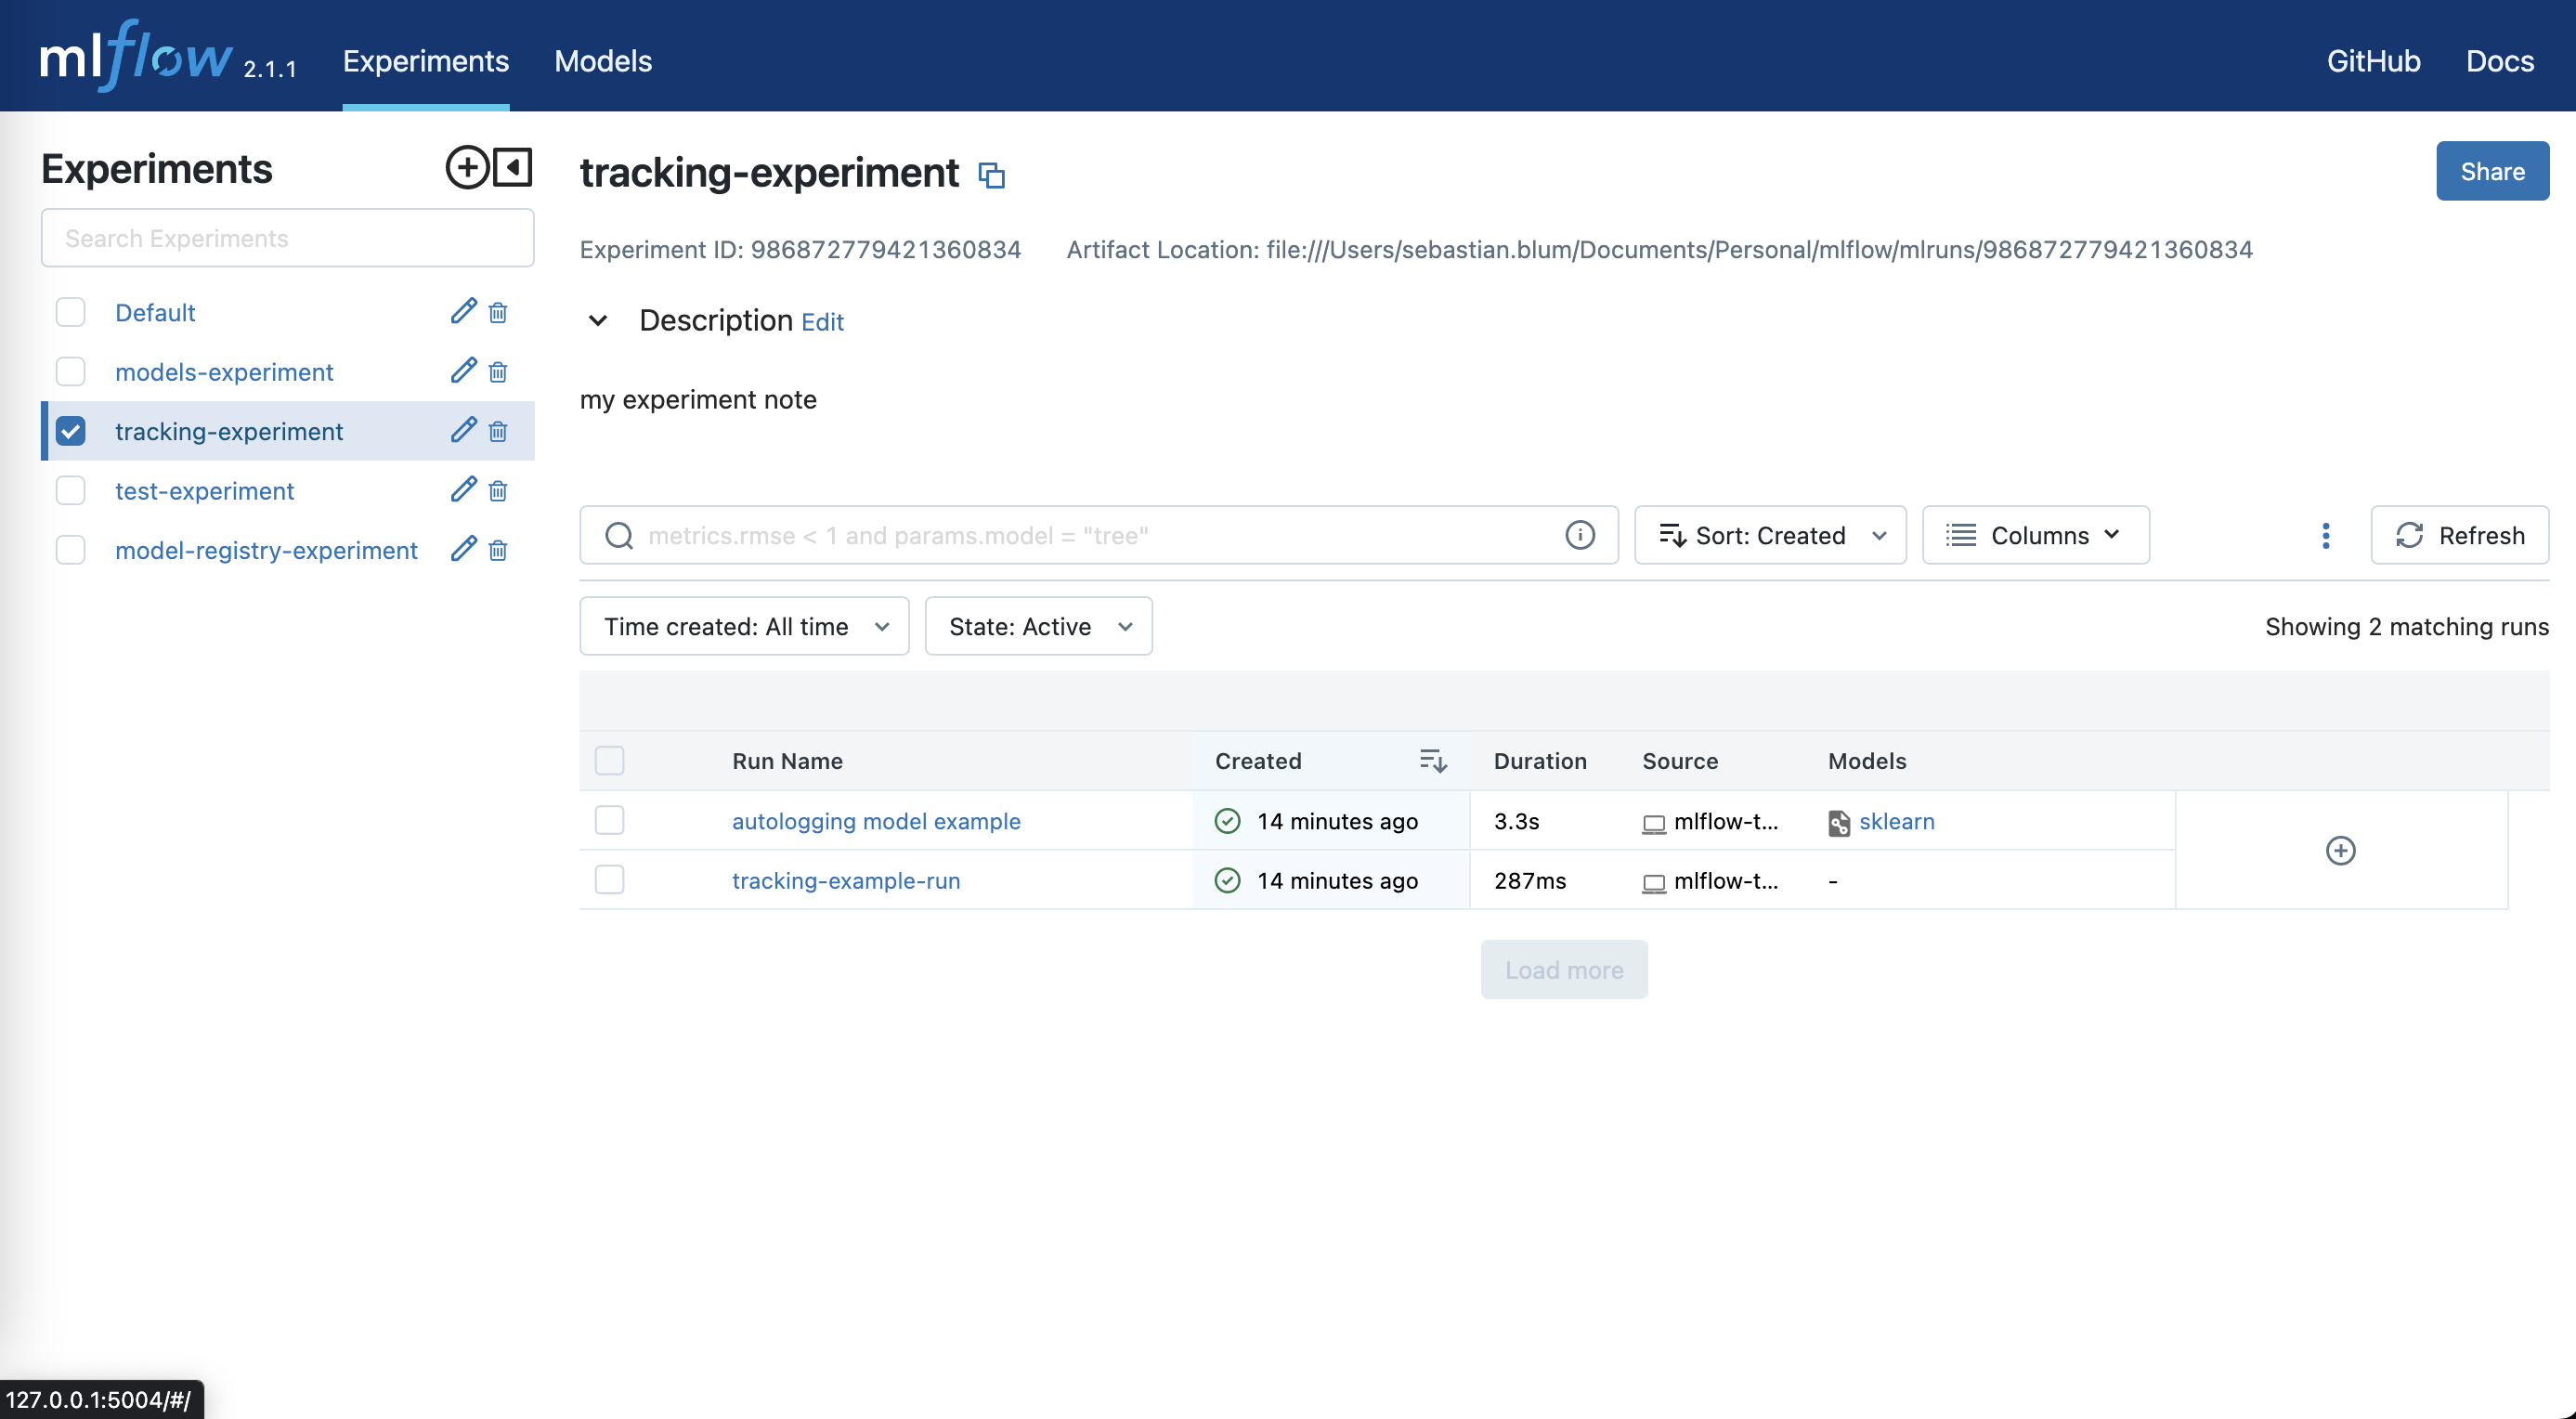 mlflow 2.1.1 Experiments Models GitHub Docs
Experiments
Search Experiments
Default
models-experiment
tracking-experiment
test-experiment
model-registry-experiment
tracking-experiment
Share
Experiment ID: 986872779421360834 Artifact Location: file:///Users/sebastian.blum/Documents/Personal/mlflow/mlruns/986872779421360834
Description Edit
my experiment note
metrics.rmse < 1 and params.model = "tree" Sort: Created Columns Refresh
Time created: All time State: Active Showing 2 matching runs
Run Name Created Duration Source Models
autologging model example 14 minutes ago 3.3s mlflow-t... sklearn
tracking-example-run 14 minutes ago 287ms mlflow-t... -
Load more
127.0.0.1:5004/#/